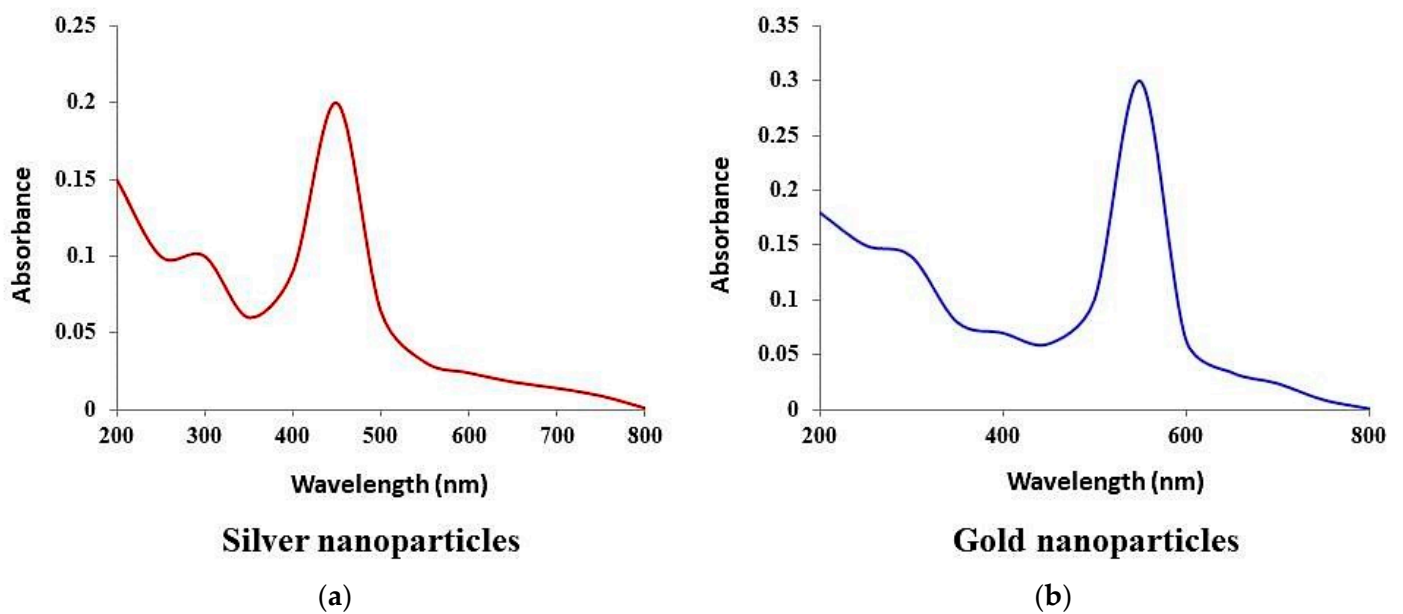 0.25
0.2
0.15
0.1
0.05
0
Absorbance
200 300 400 500 600 700 800
Wavelength (nm)
Silver nanoparticles
(a)
0.35
0.3
0.25
0.2
0.15
0.1
0.05
0
Absorbance
200 400 600 800
Wavelength (nm)
Gold nanoparticles
(b)